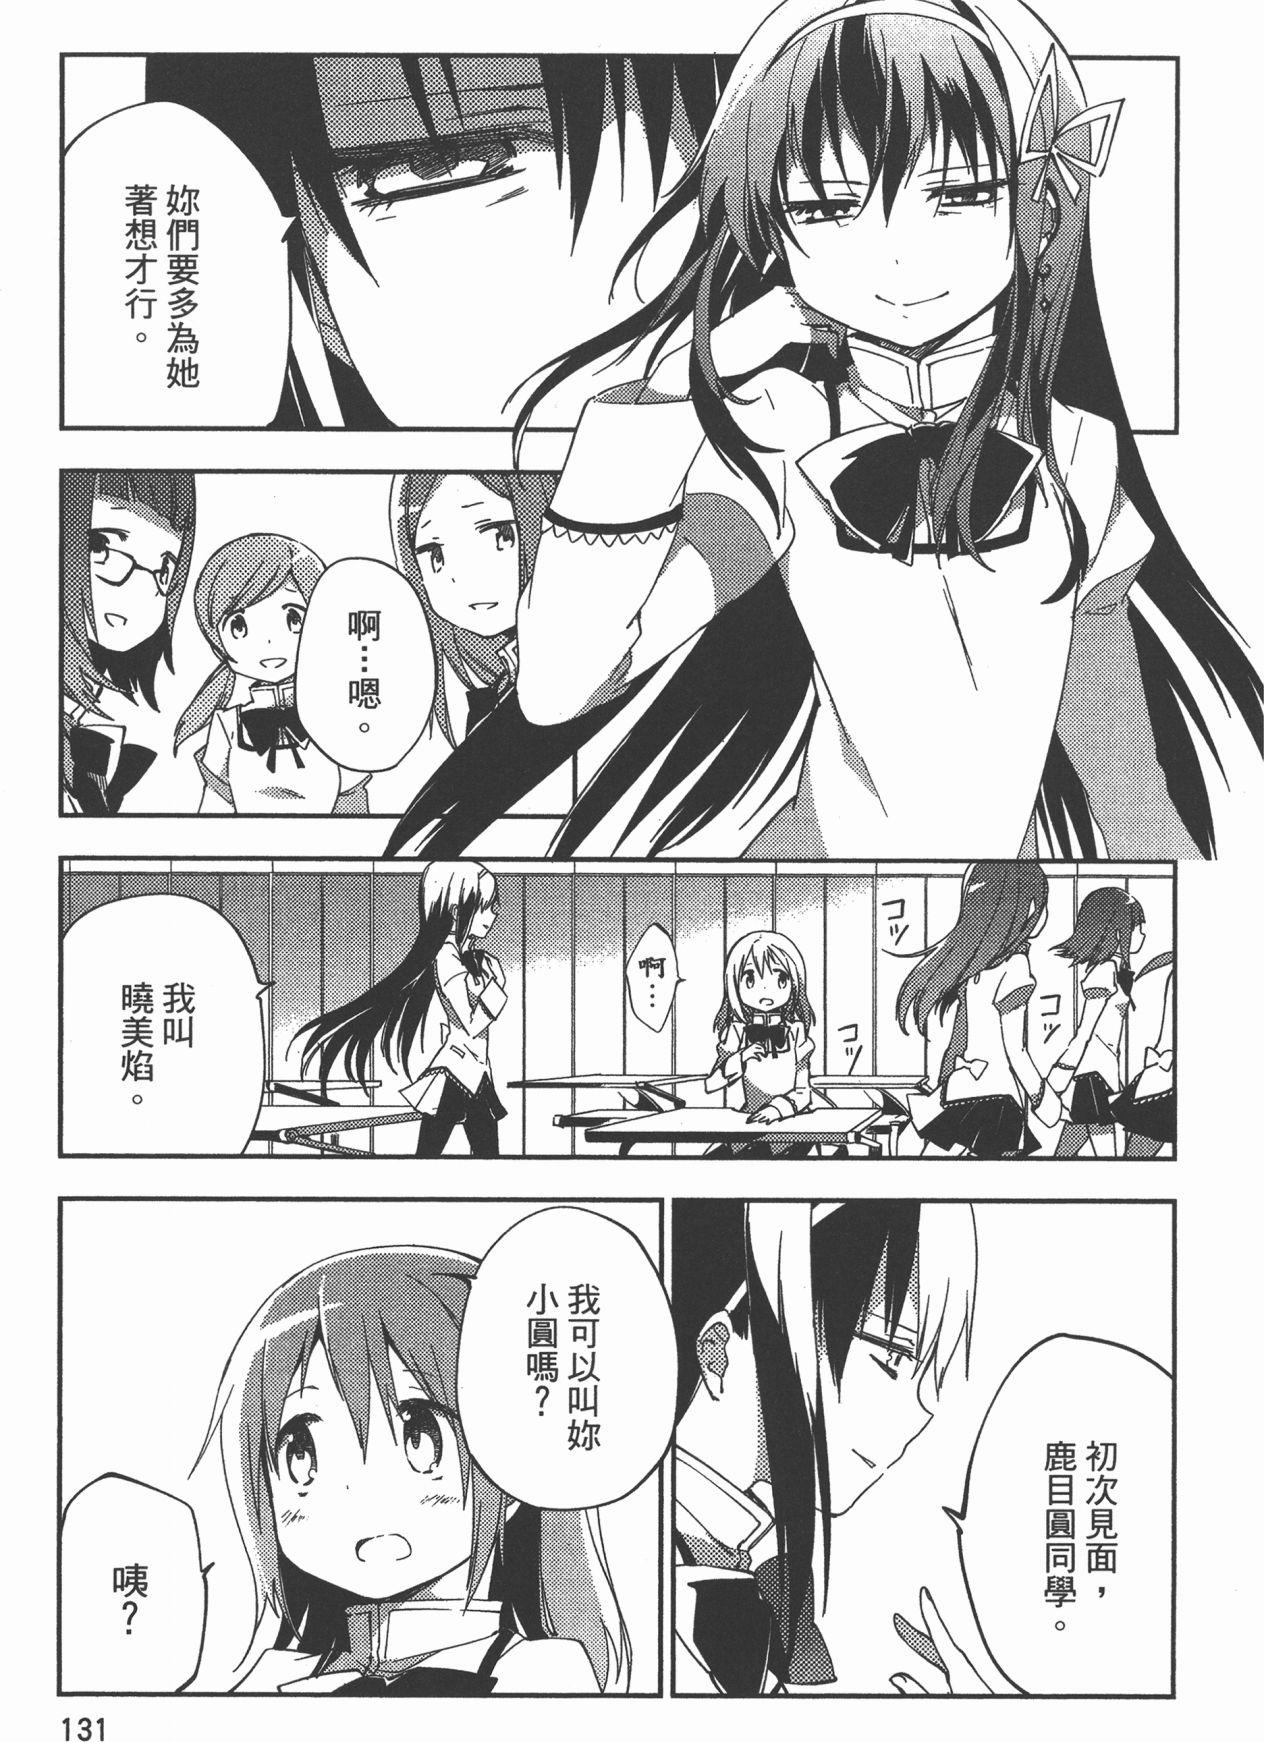 妳們要多為她
著想才行。
啊…嗯。
コッ
コッ
コッ
啊…
我叫
曉美焰。
初次見面，
鹿目圓同學。
我可以叫妳
小圓嗎？
咦？
131